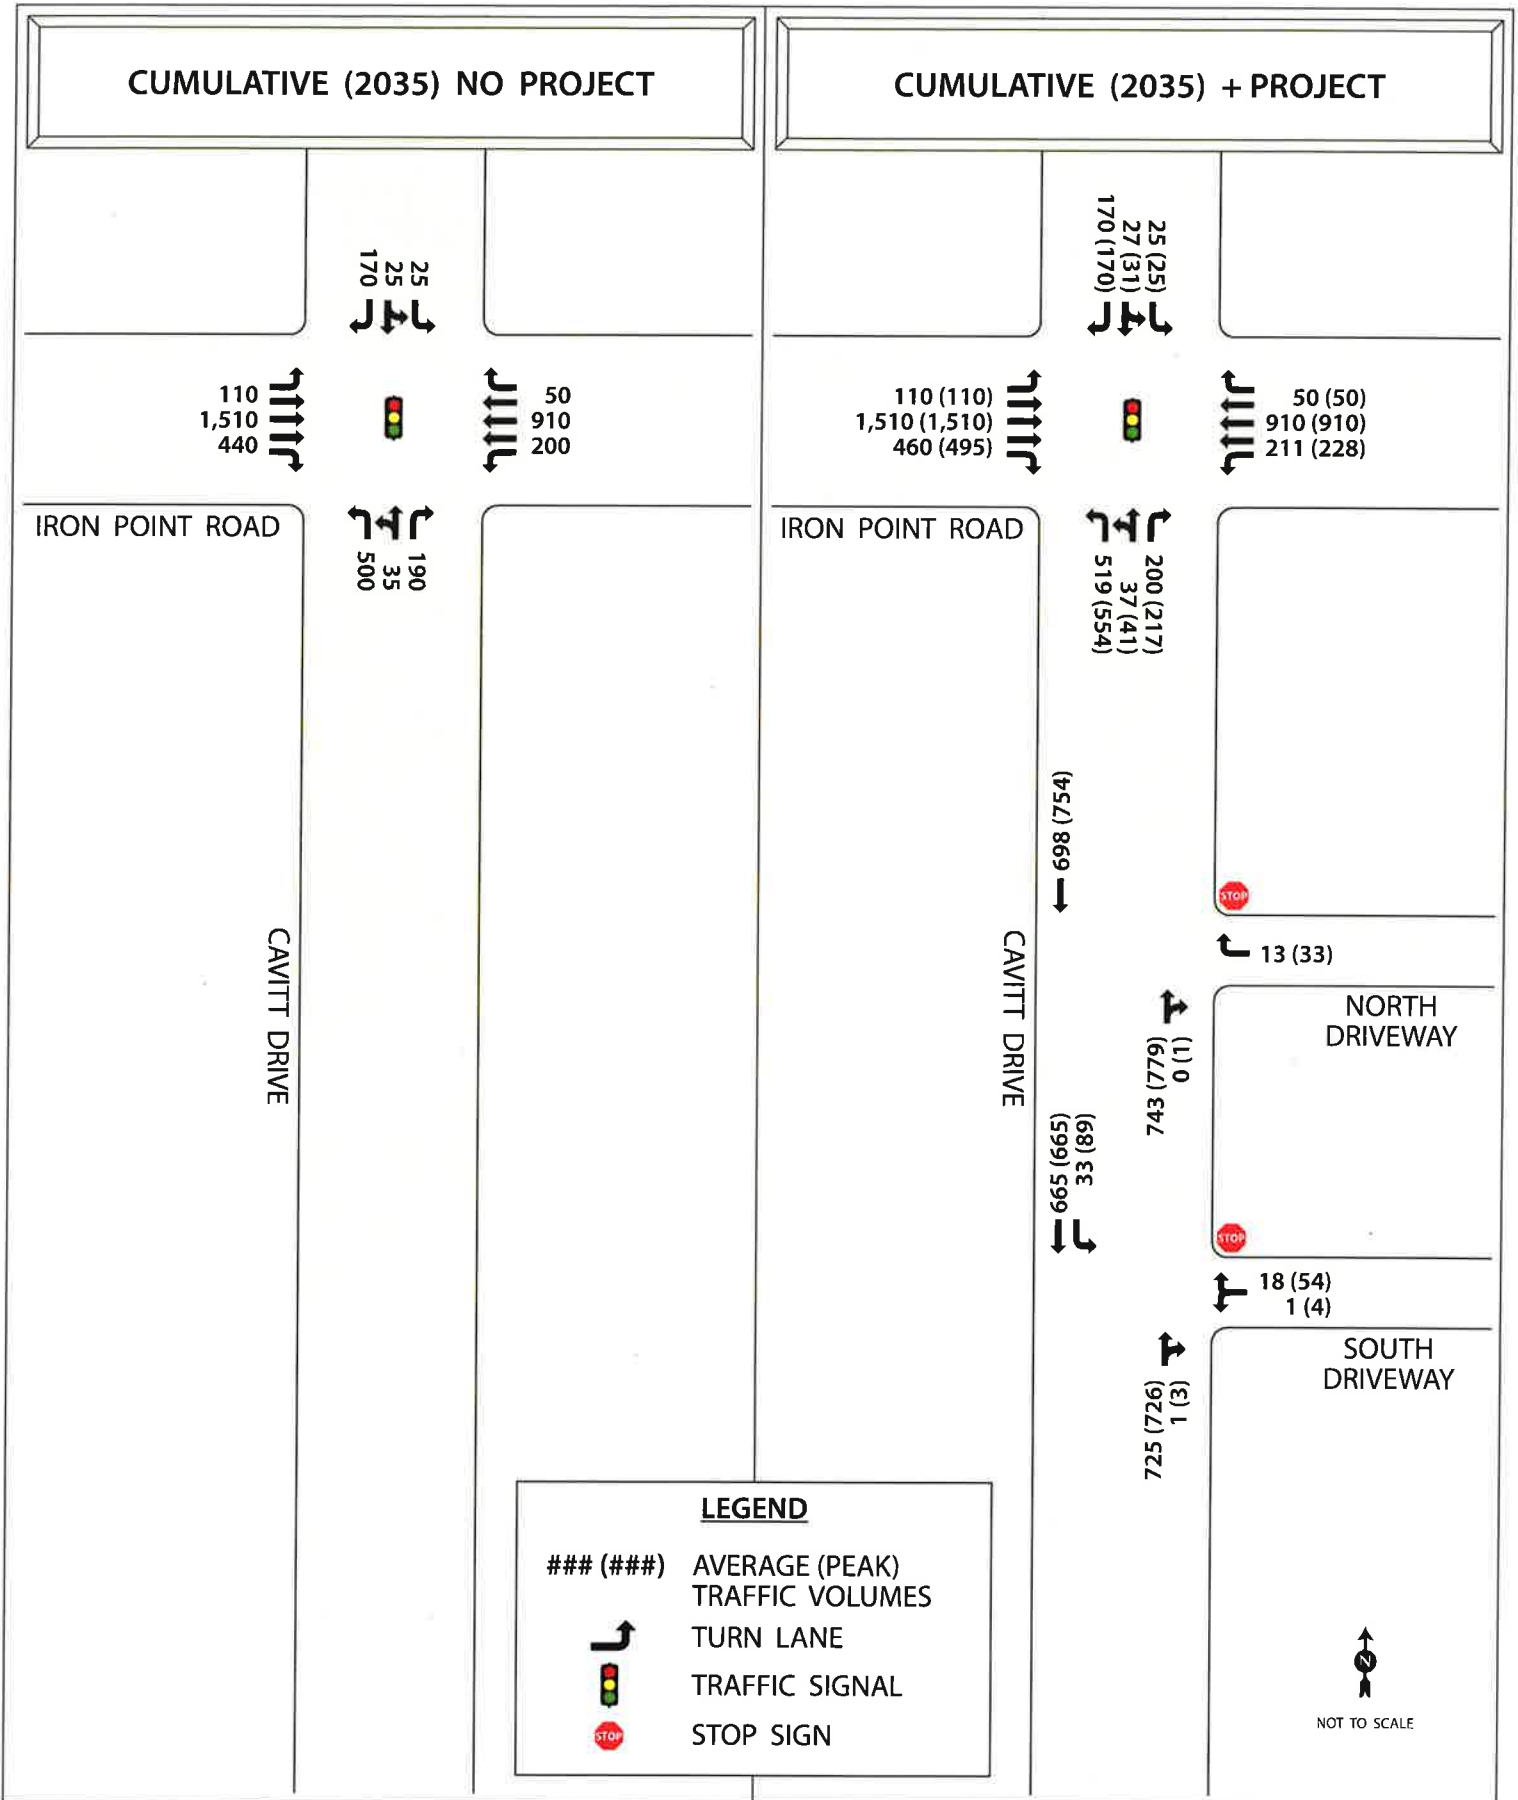 CUMULATIVE (2035) NO PROJECT
170
25
25
110
1,510
440
50
910
200
IRON POINT ROAD
500
35
190
CAVITT DRIVE
CUMULATIVE (2035) + PROJECT
170 (170)
27 (31)
25 (25)
110 (110)
1,510 (1,510)
460 (495)
50 (50)
910 (910)
211 (228)
IRON POINT ROAD
519 (554)
37 (41)
200 (217)
698 (754)
STOP
13 (33)
NORTH
DRIVEWAY
CAVITT DRIVE
743 (779)
0 (1)
665 (665)
33 (89)
STOP
18 (54)
1 (4)
SOUTH
DRIVEWAY
725 (726)
1 (3)
LEGEND
### (###) AVERAGE (PEAK)
TRAFFIC VOLUMES
TURN LANE
TRAFFIC SIGNAL
STOP STOP SIGN
N
NOT TO SCALE